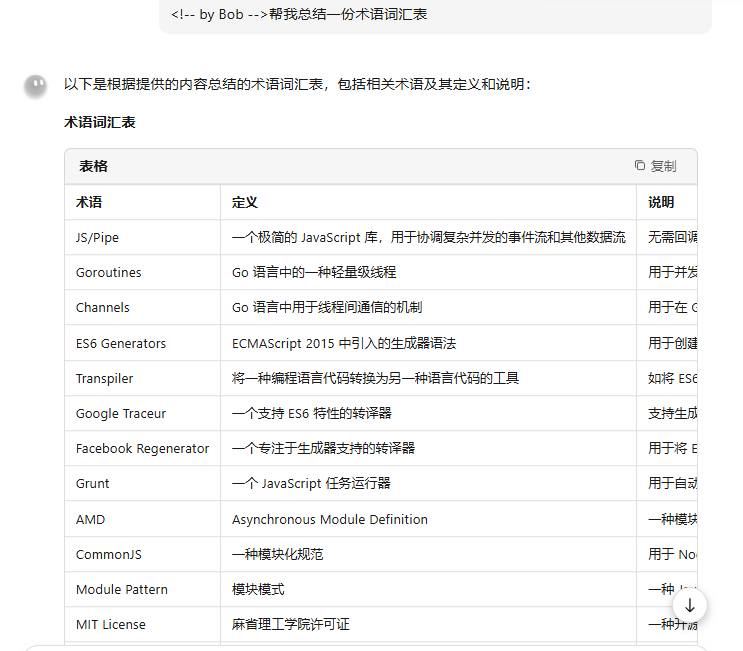 <!-- by Bob -->帮我总结一份术语词汇表
以下是根据提供的内容总结的术语词汇表，包括相关术语及其定义和说明：
术语词汇表
表格 复制
术语 定义 说明
JS/Pipe 一个极简的 JavaScript 库，用于协调复杂并发的事件流和其他数据流 无需回调
Goroutines Go 语言中的一种轻量级线程 用于并发
Channels Go 语言中用于线程间通信的机制 用于在 G
ES6 Generators ECMAScript 2015 中引入的生成器语法 用于创建
Transpiler 将一种编程语言代码转换为另一种语言代码的工具 如将 ES6
Google Traceur 一个支持 ES6 特性的转译器 支持生成
Facebook Regenerator 一个专注于生成器支持的转译器 用于将 E
Grunt 一个 JavaScript 任务运行器 用于自动
AMD Asynchronous Module Definition 一种模块
CommonJS 一种模块化规范 用于 No
Module Pattern 模块模式 一种
MIT License 麻省理工学院许可证 一种开源